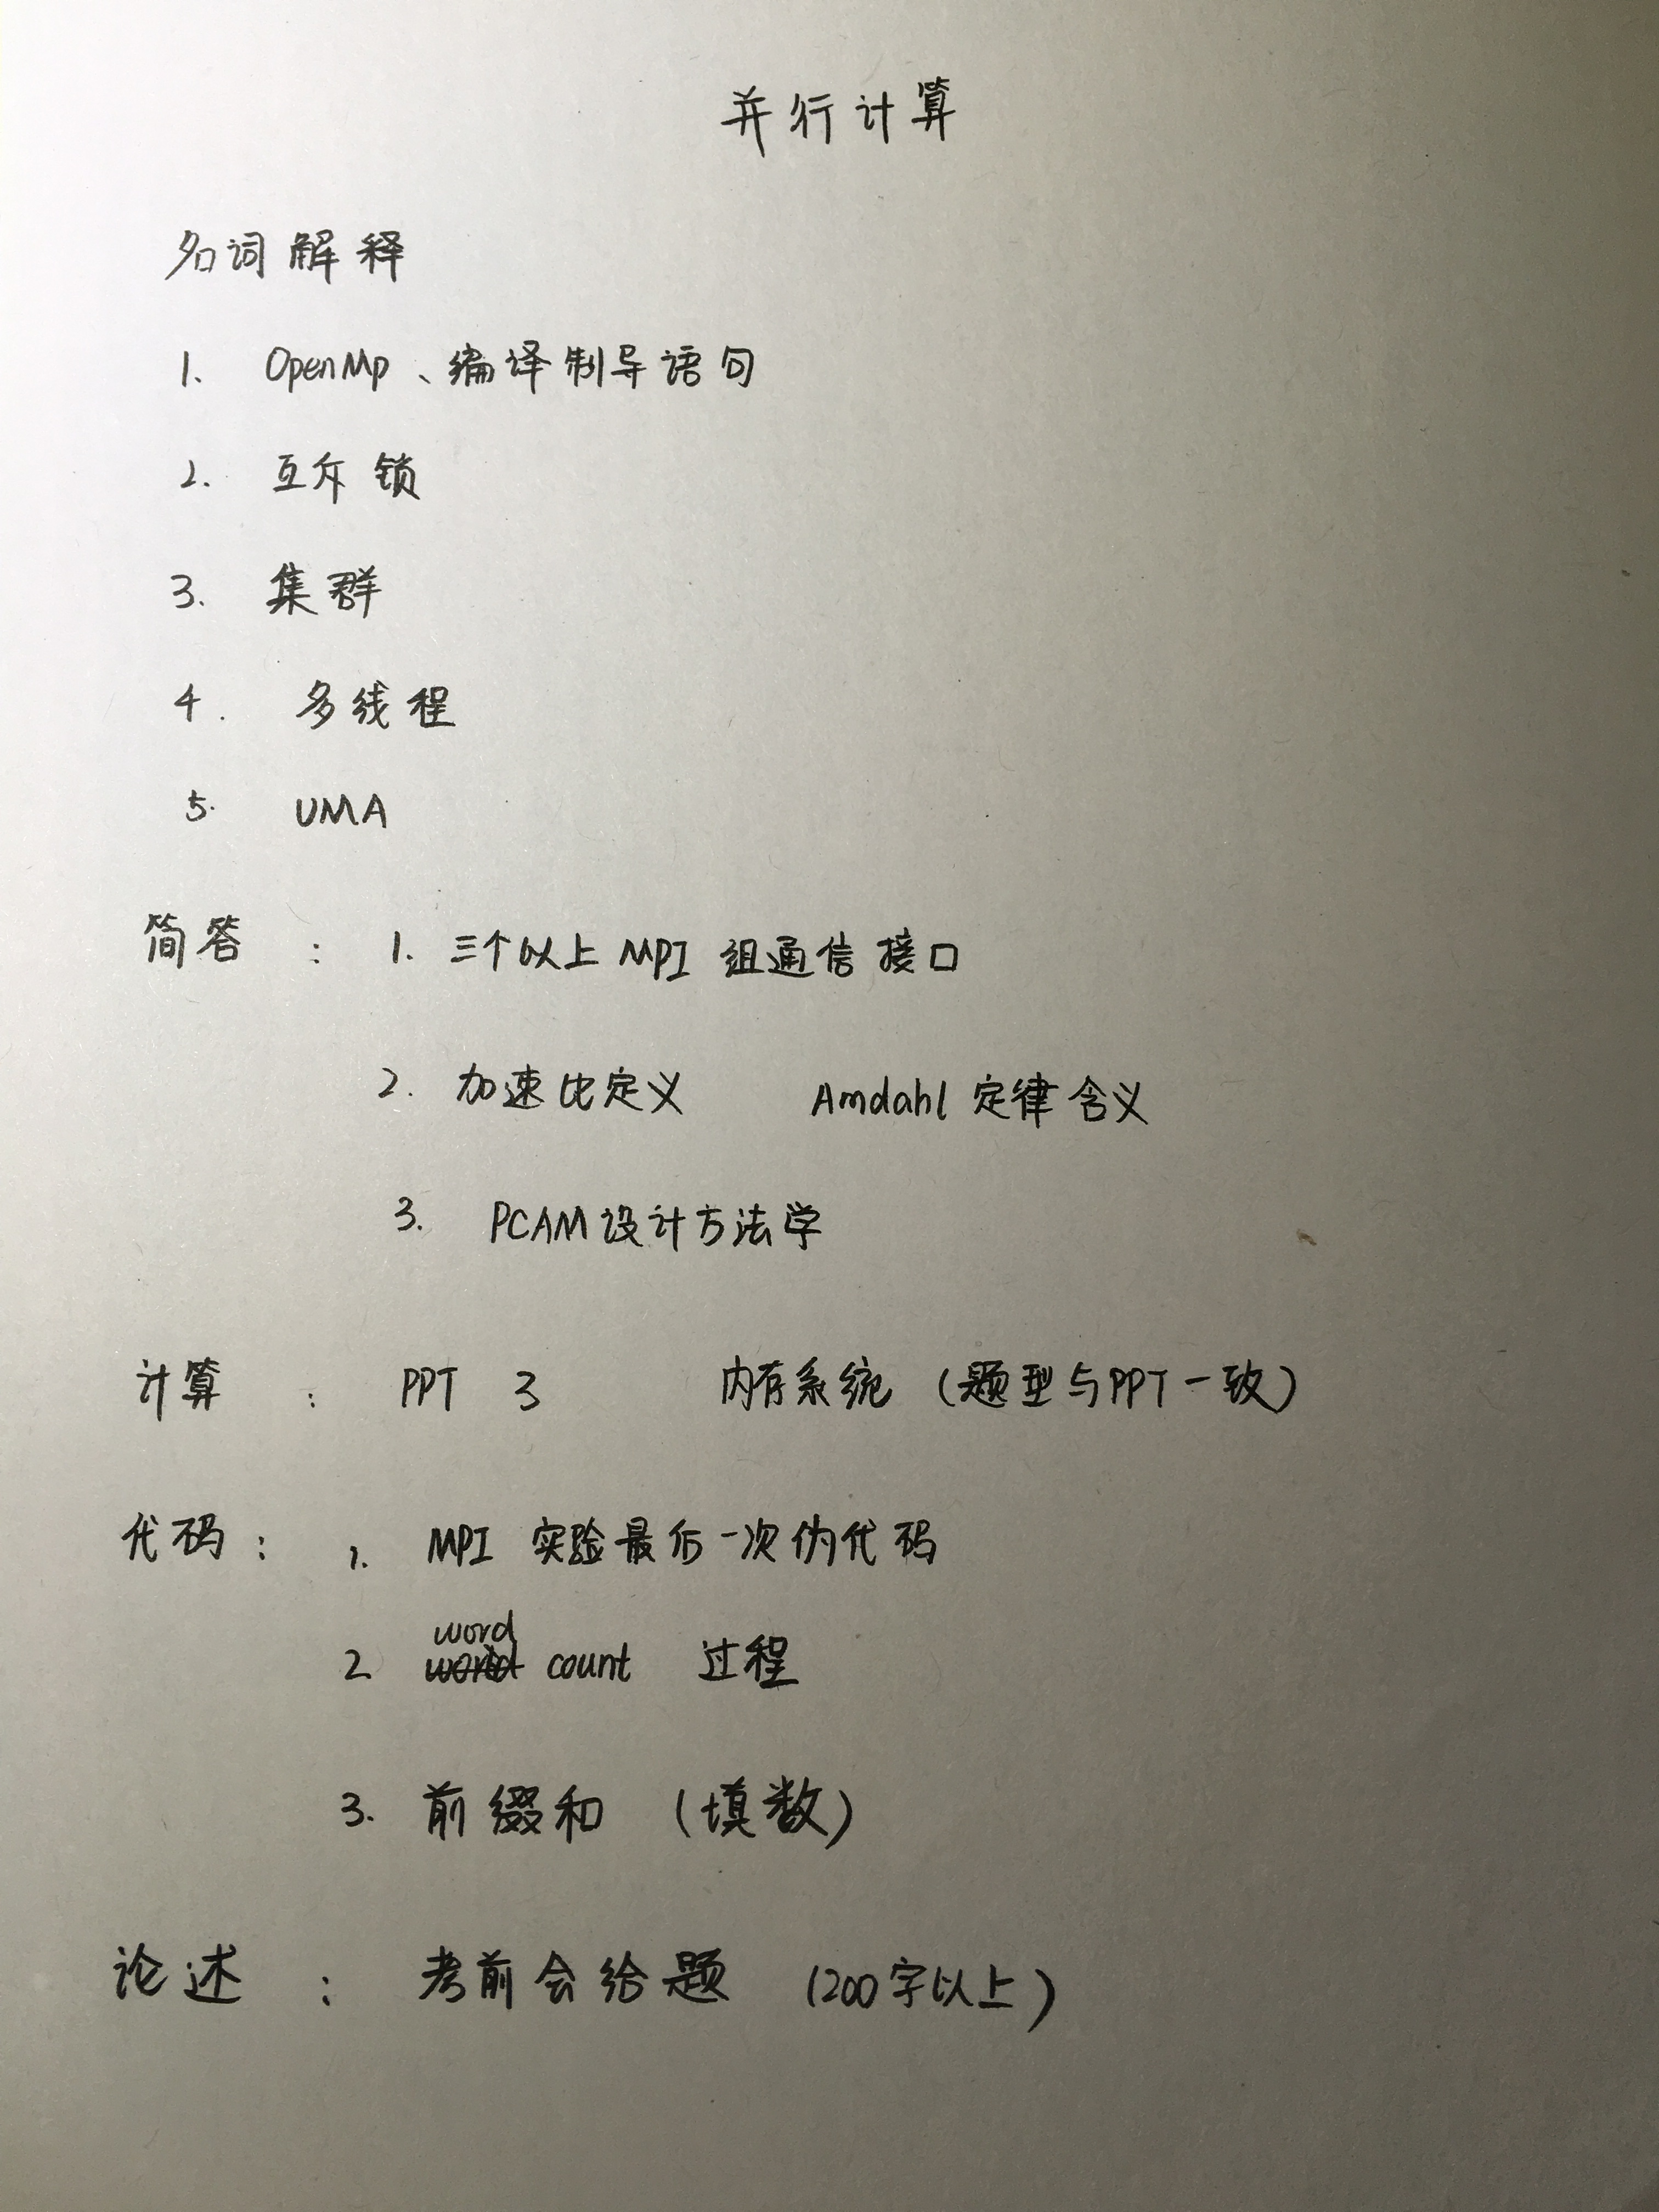 并行计算
名词解释
1. OpenMp、编译制导语句
2. 互斥锁
3. 集群
4. 多线程
5. UMA
简答 : 1. 三个以上 MPI 组通信接口
2. 加速比定义 Amdahl 定律含义
3. PCAM设计方法学
计算 : PPT 3 内存系统 (题型与PPT一致)
代码 : 1. MPI 实验最后一次伪代码
word
2 count 过程
3. 前缀和 (填数)
论述 : 考前会给题 (200字以上)